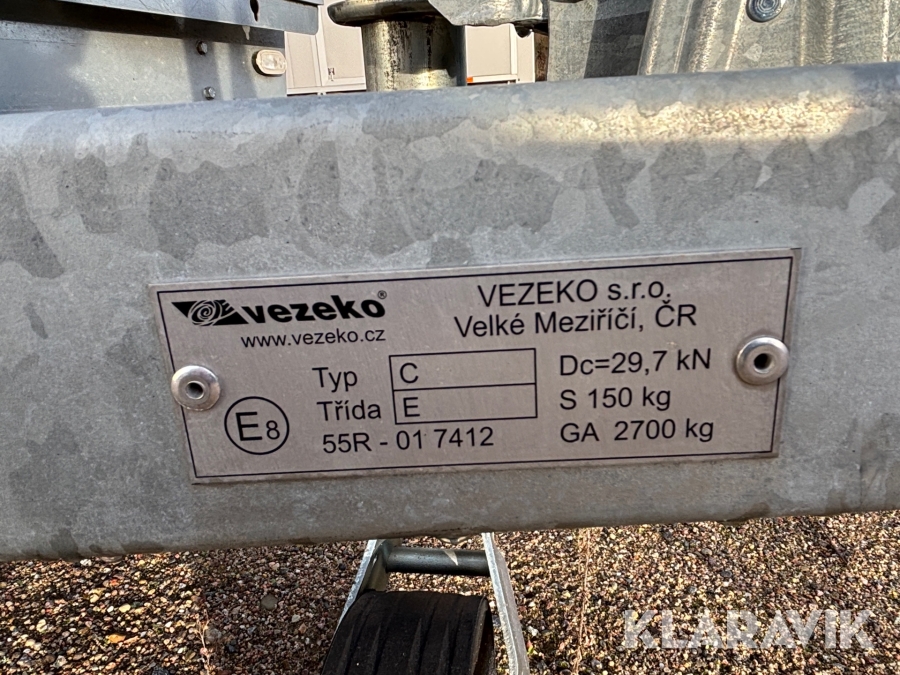 vezeko®
www.vezeko.cz
VEZEKO s.r.o.
Velké Meziříčí, ČR
Typ C
Třída E
E8
55R - 01 7412
Dc=29,7 kN
S 150 kg
GA 2700 kg
KLARAVIK